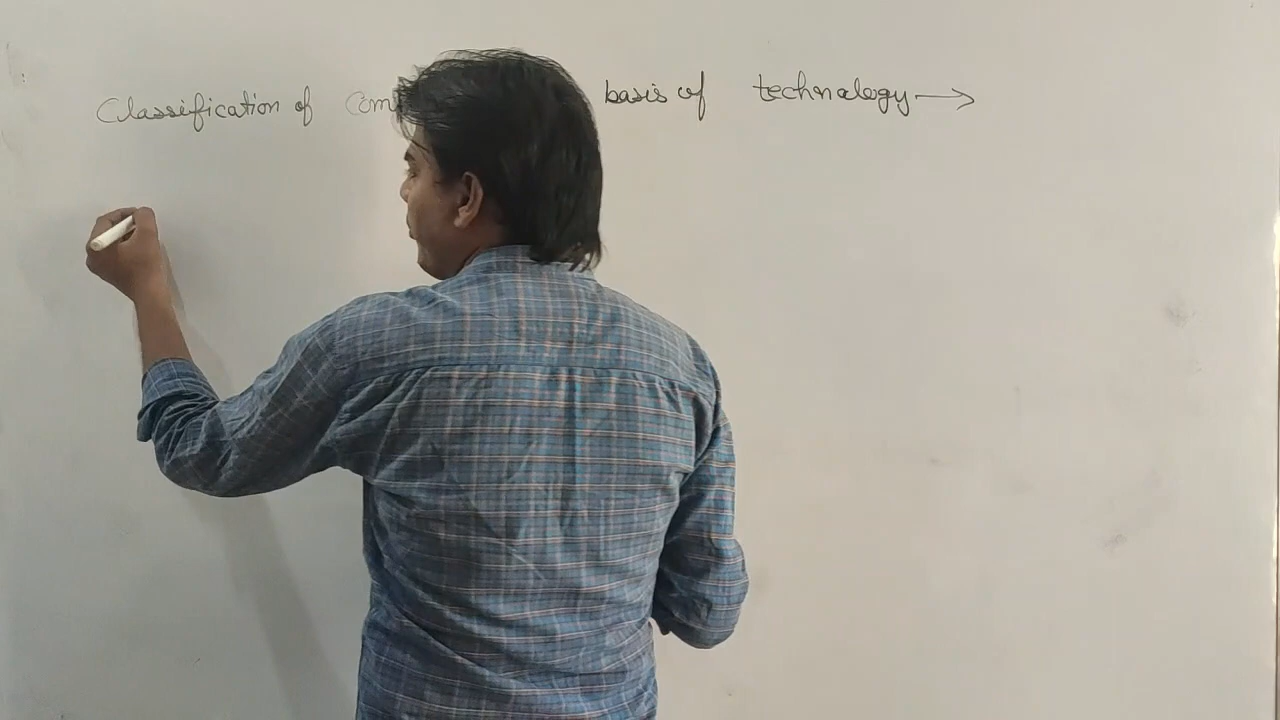 Classification of Com basis of technology →